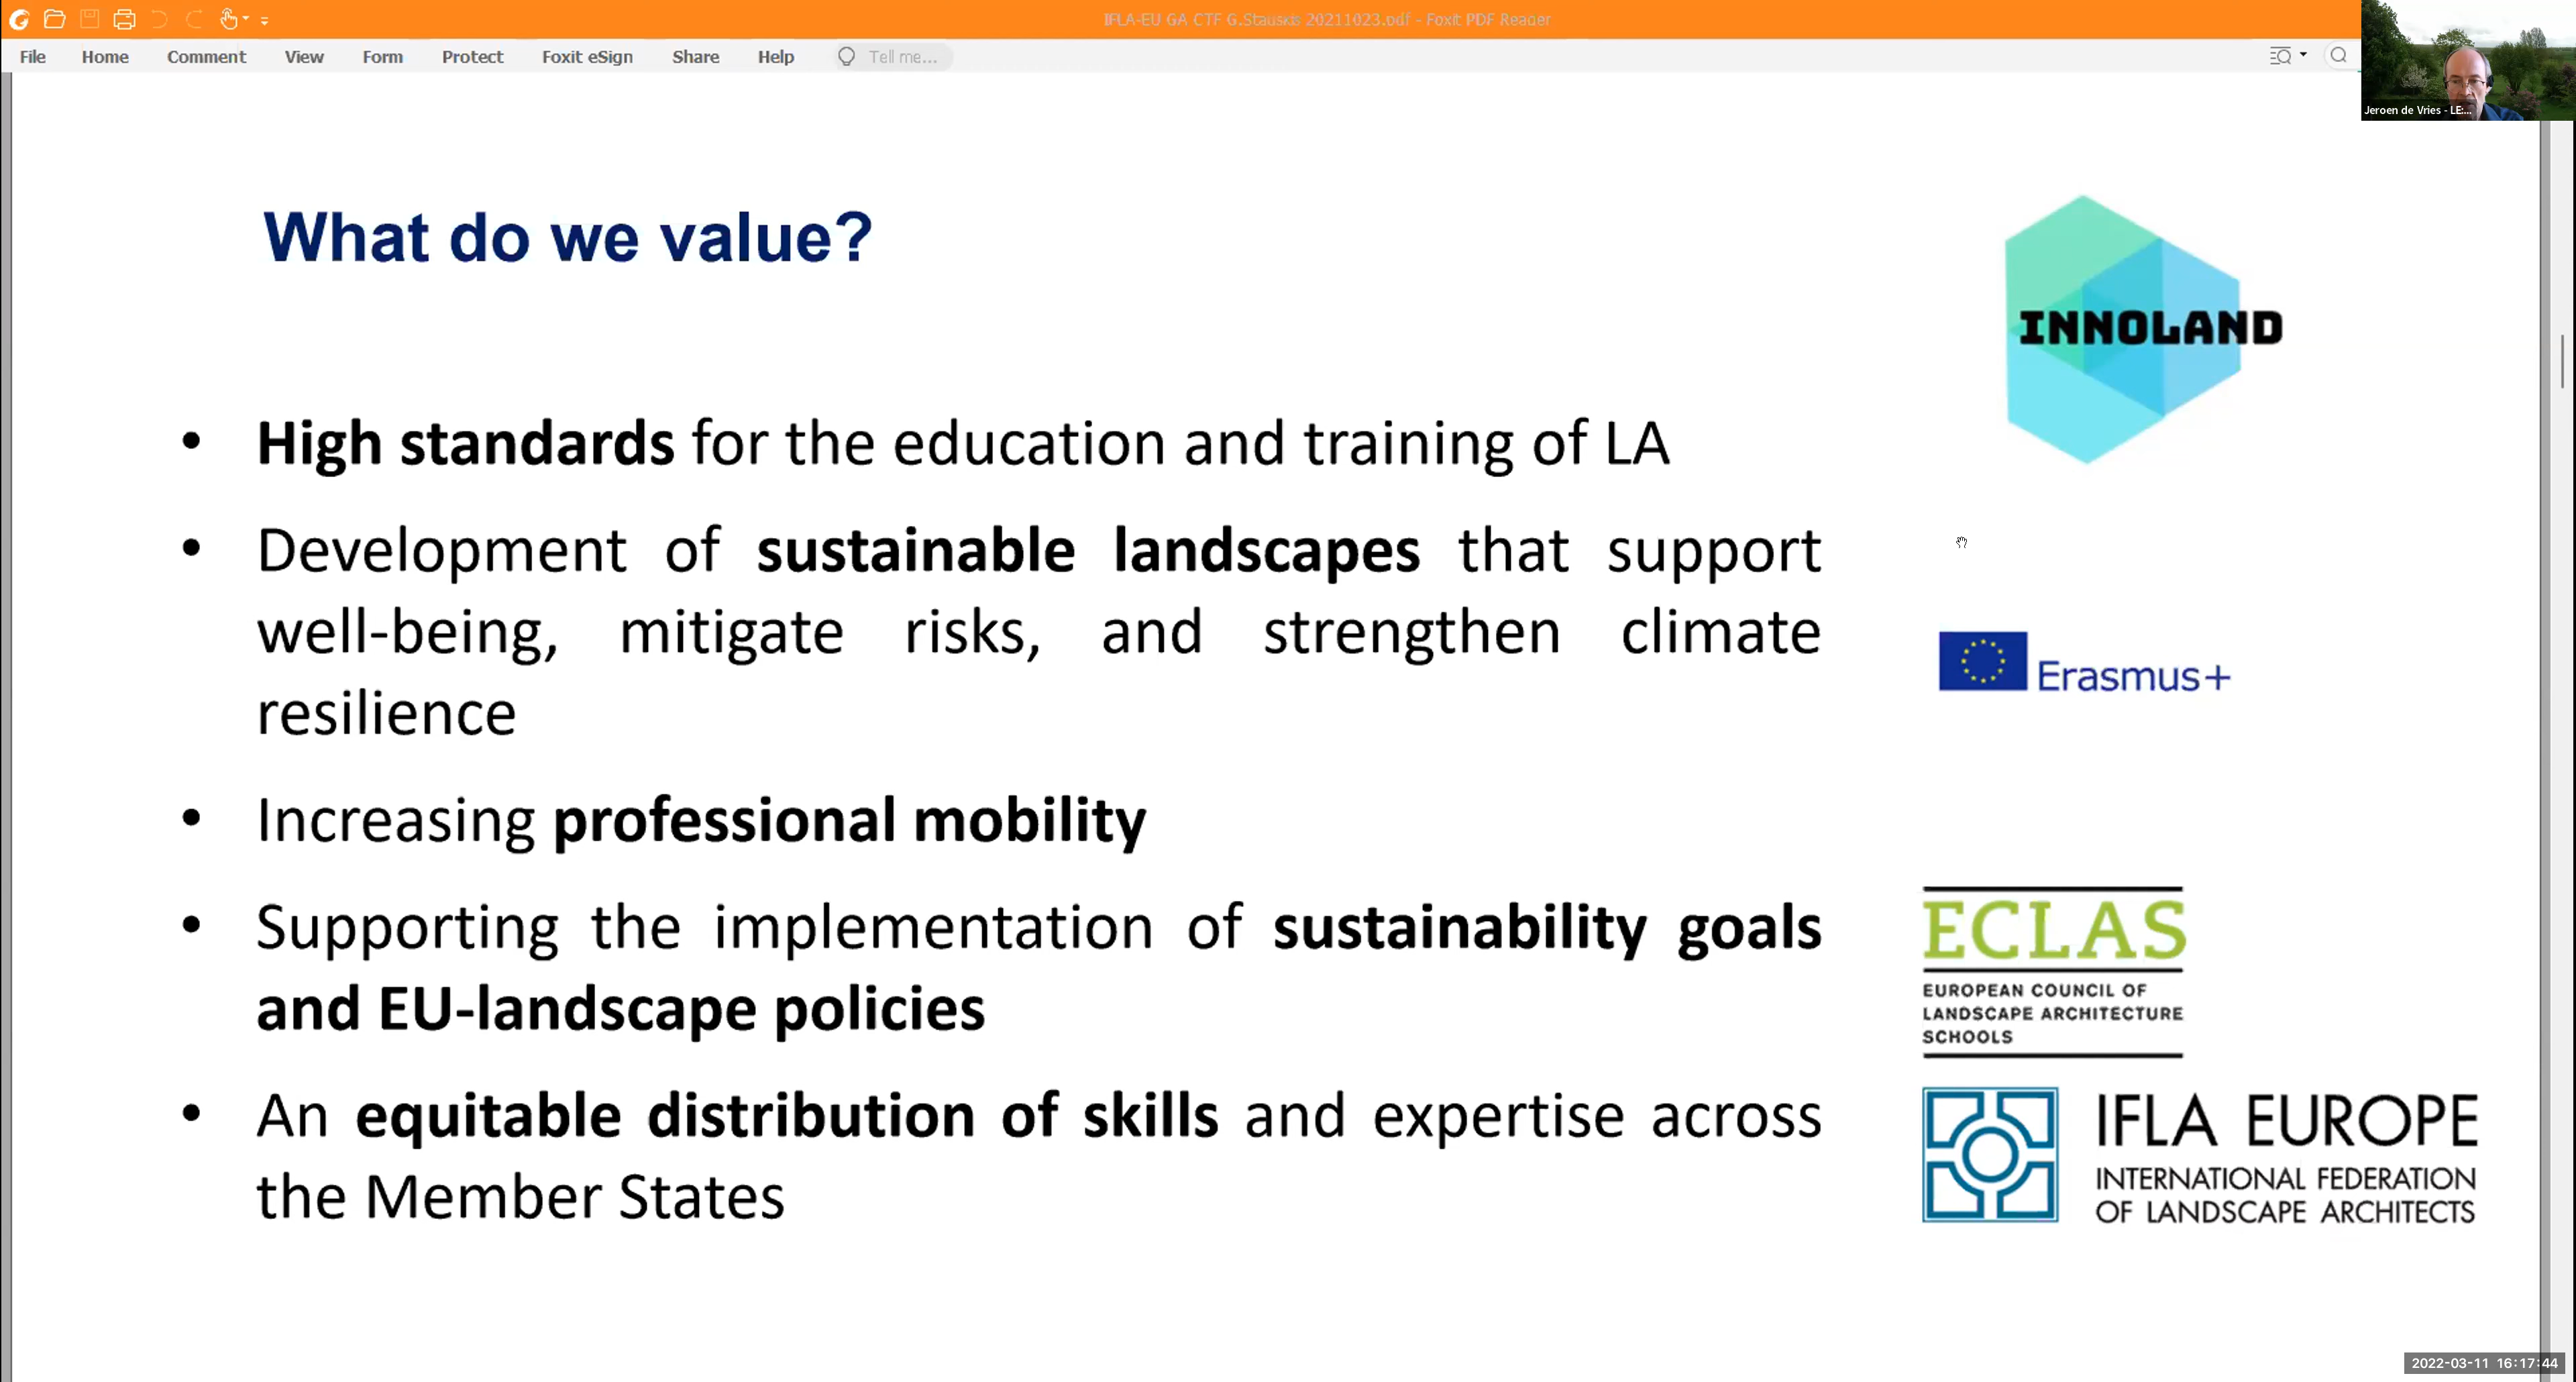 IFLA-EU GA CTF G.Stauskis 20211023.pdf - Foxit PDF Reader
File Home Comment View Form Protect Foxit eSign Share Help Tell me...
Jeroen de Vries - LE:...
What do we value?
INNOLAND
• High standards for the education and training of LA
• Development of sustainable landscapes that support
well-being, mitigate risks, and strengthen climate
resilience
Erasmus+
• Increasing professional mobility
• Supporting the implementation of sustainability goals
and EU-landscape policies
ECLAS
EUROPEAN COUNCIL OF
LANDSCAPE ARCHITECTURE
SCHOOLS
• An equitable distribution of skills and expertise across
the Member States
IFLA EUROPE
INTERNATIONAL FEDERATION
OF LANDSCAPE ARCHITECTS
2022-03-11 16:17:44